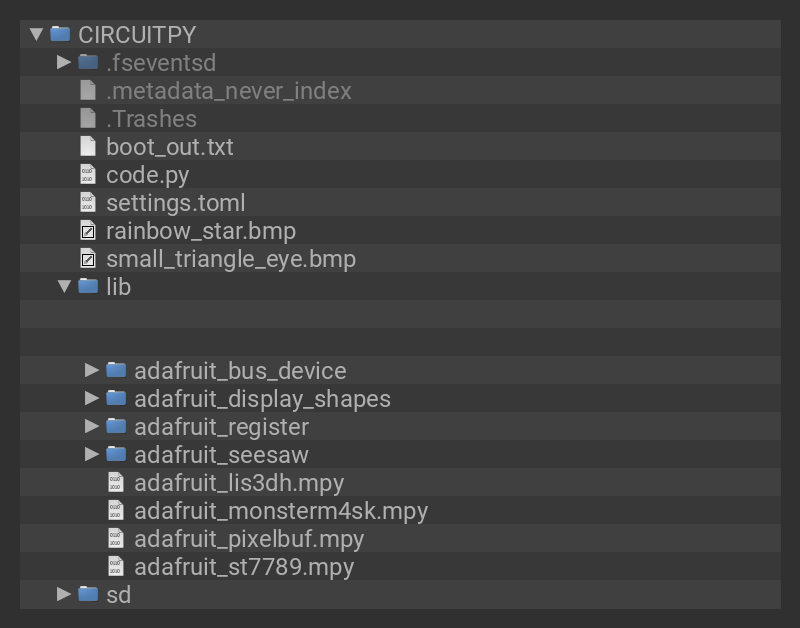 CIRCUITPY
.fseventsd
.metadata_never_index
.Trashes
boot_out.txt
code.py
settings.toml
rainbow_star.bmp
small_triangle_eye.bmp
lib
adafruit_bus_device
adafruit_display_shapes
adafruit_register
adafruit_seesaw
adafruit_lis3dh.mpy
adafruit_monsterm4sk.mpy
adafruit_pixelbuf.mpy
adafruit_st7789.mpy
sd